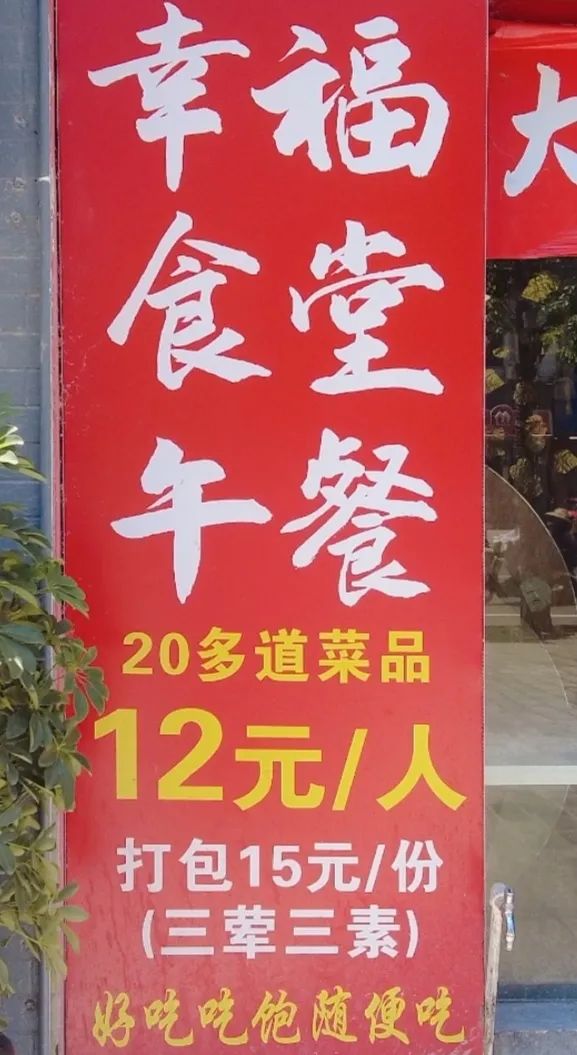 幸福
食堂
午餐
20多道菜品
12元/人
打包15元/份
(三荤三素)
好吃吃饱随便吃
大